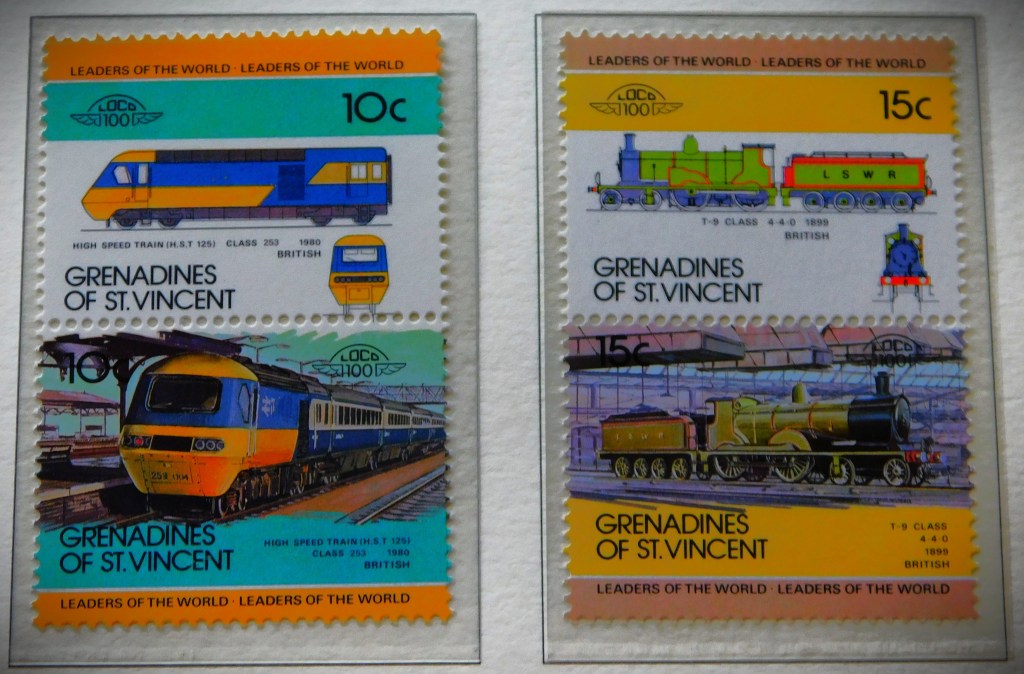 LEADERS OF THE WORLD · LEADERS OF THE WORLD
LOCO
100
10c
HIGH SPEED TRAIN (H.S.T 125) CLASS 253 1980
BRITISH
GRENADINES
OF ST. VINCENT
10c
LOCO
100
GRENADINES
OF ST. VINCENT
HIGH SPEED TRAIN (H.S.T 125)
CLASS 253 1980
BRITISH
LEADERS OF THE WORLD · LEADERS OF THE WORLD
LEADERS OF THE WORLD · LEADERS OF THE WORLD
LOCO
100
15c
L S W R
T-9 CLASS 4-4-0 1899
BRITISH
GRENADINES
OF ST. VINCENT
15c
LOCO
100
L S W R
GRENADINES
OF ST. VINCENT
T-9 CLASS
4-4-0
1899
BRITISH
LEADERS OF THE WORLD · LEADERS OF THE WORLD